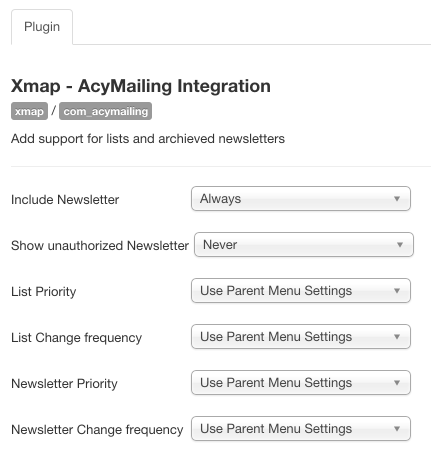 Plugin
Xmap - AcyMailing Integration
xmap / com_acymailing
Add support for lists and archieved newsletters
Include Newsletter Always
Show unauthorized Newsletter Never
List Priority Use Parent Menu Settings
List Change frequency Use Parent Menu Settings
Newsletter Priority Use Parent Menu Settings
Newsletter Change frequency Use Parent Menu Settings